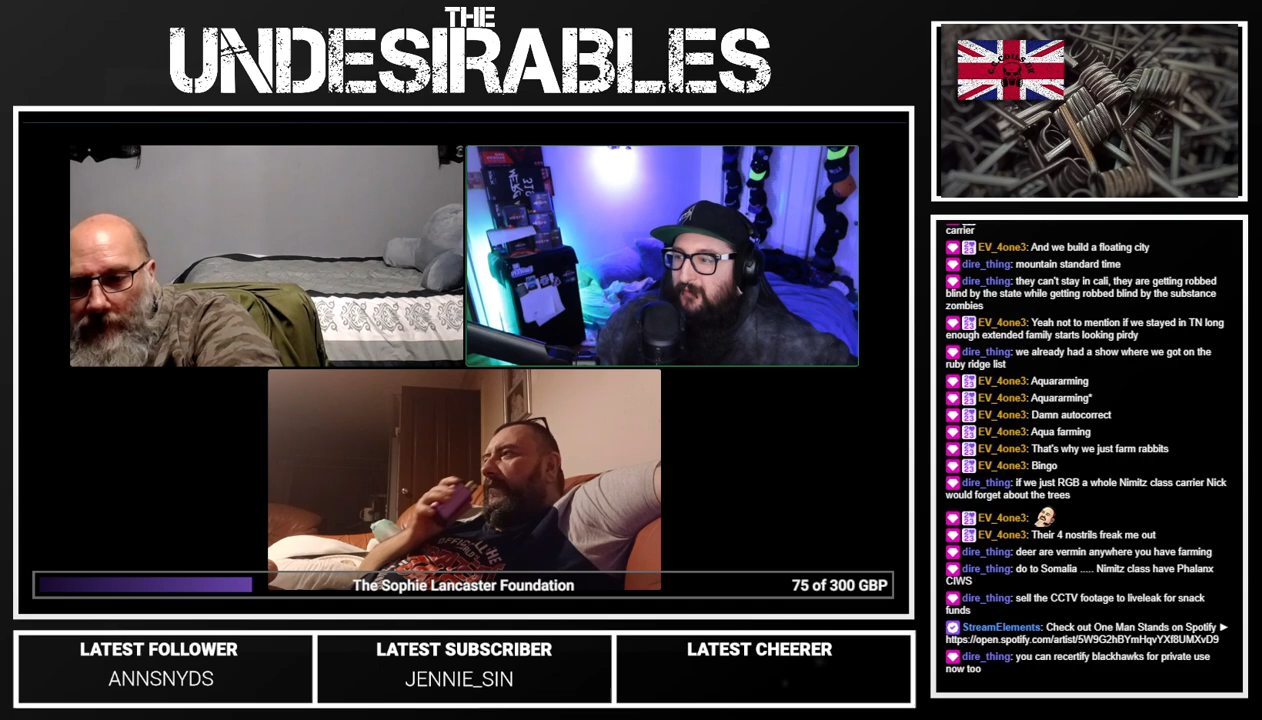 THE
UNDESIRABLES
The Sophie Lancaster Foundation
75 of 300 GBP
LATEST FOLLOWER
ANNSNYDS
LATEST SUBSCRIBER
JENNIE_SIN
LATEST CHEERER
carrier
EV_4one3: And we build a floating city
dire_thing: mountain standard time
dire_thing: they can't stay in cali, they are getting robbed
blind by the state while getting robbed blind by the substance
zombies
EV_4one3: Yeah not to mention if we stayed in TN long
enough extended family starts looking pirdy
dire_thing: we already had a show where we got on the
ruby ridge list
EV_4one3: Aquararming
EV_4one3: Aquararming*
EV_4one3: Damn autocorrect
EV_4one3: Aqua farming
EV_4one3: That's why we just farm rabbits
EV_4one3: Bingo
dire_thing: if we just RGB a whole Nimitz class carrier Nick
would forget about the trees
EV_4one3:
EV_4one3: Their 4 nostrils freak me out
dire_thing: deer are vermin anywhere you have farming
dire_thing: do to Somalia ..... Nimitz class have Phalanx
CIWS
dire_thing: sell the CCTV footage to liveleak for snack
funds
StreamElements: Check out One Man Stands on Spotify ►
https://open.spotify.com/artist/5W9G2hBYmHqvYXf8UMXvD9
dire_thing: you can recertify blackhawks for private use
now too